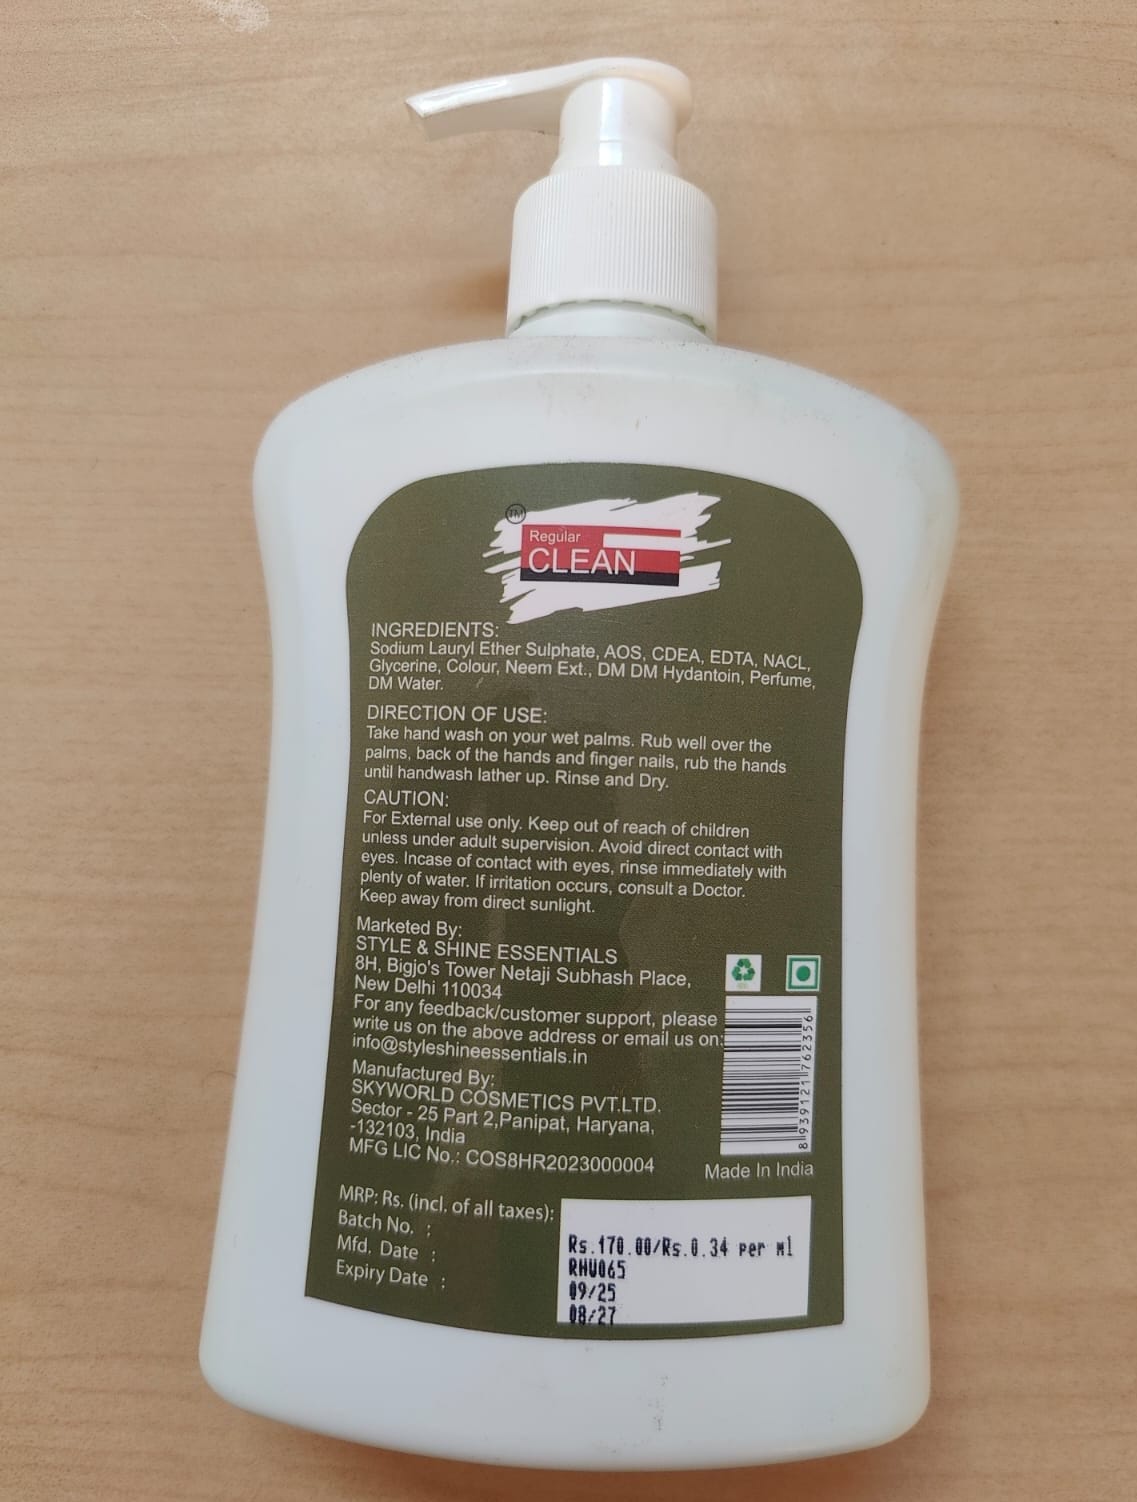 TM
Regular
CLEAN
INGREDIENTS:
Sodium Lauryl Ether Sulphate, AOS, CDEA, EDTA, NACL,
Glycerine, Colour, Neem Ext., DM DM Hydantoin, Perfume,
DM Water.
DIRECTION OF USE:
Take hand wash on your wet palms. Rub well over the
palms, back of the hands and finger nails, rub the hands
until handwash lather up. Rinse and Dry.
CAUTION:
For External use only. Keep out of reach of children
unless under adult supervision. Avoid direct contact with
eyes. Incase of contact with eyes, rinse immediately with
plenty of water. If irritation occurs, consult a Doctor.
Keep away from direct sunlight.
Marketed By:
STYLE & SHINE ESSENTIALS
8H, Bigjo's Tower Netaji Subhash Place,
New Delhi 110034
For any feedback/customer support, please
write us on the above address or email us on:
info@styleshineessentials.in
Manufactured By:
SKYWORLD COSMETICS PVT.LTD.
Sector - 25 Part 2,Panipat, Haryana,
-132103, India
MFG LIC No.: COS8HR2023000004
8 939121 762356
Made In India
MRP: Rs. (incl. of all taxes): Rs.170.00/Rs.0.34 per ml
Batch No. : RHW065
Mfd. Date : 09/25
Expiry Date : 08/27